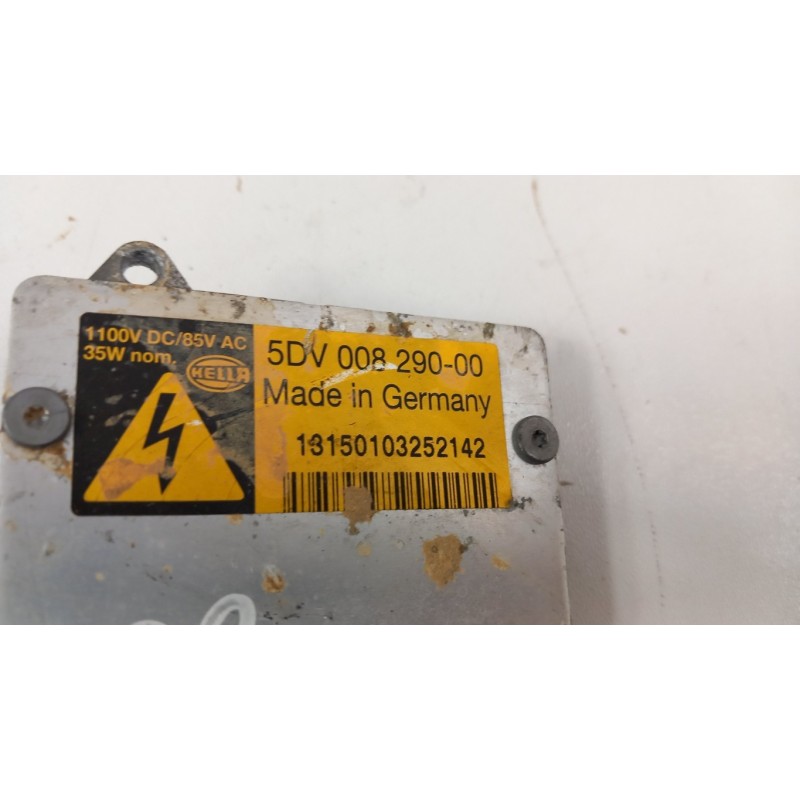 1100V DC/85V AC
35W nom.
HELLA
5DV 008 290-00
Made in Germany
13150103252142